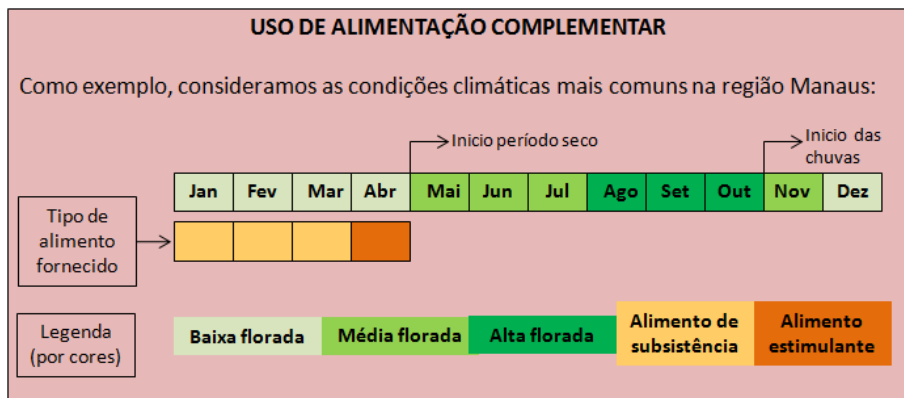 USO DE ALIMENTAÇÃO COMPLEMENTAR
Como exemplo, consideramos as condições climáticas mais comuns na região Manaus:
Inicio período seco
Inicio das
chuvas
Jan Fev Mar Abr Mai Jun Jul Ago Set Out Nov Dez
Tipo de
alimento
fornecido
Legenda
(por cores)
Baixa florada
Média florada
Alta florada
Alimento de
subsistência
Alimento
estimulante